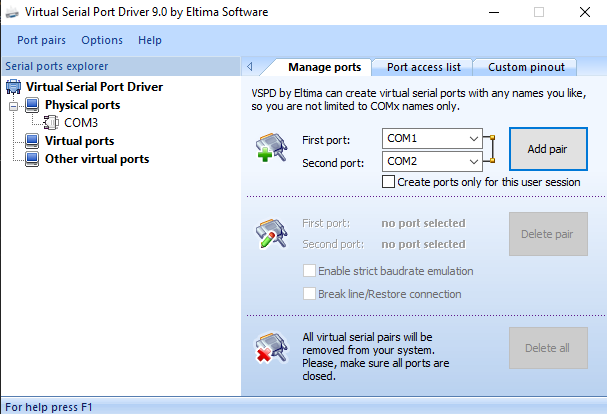 Virtual Serial Port Driver 9.0 by Eltima Software
Port pairs Options Help
Serial ports explorer
Virtual Serial Port Driver
Physical ports
COM3
Virtual ports
Other virtual ports
Manage ports Port access list Custom pinout
VSPD by Eltima can create virtual serial ports with any names you like,
so you are not limited to COMx names only.
First port: COM1
Second port: COM2
Add pair
Create ports only for this user session
First port: no port selected
Second port: no port selected
Delete pair
Enable strict baudrate emulation
Break line/Restore connection
All virtual serial pairs will be
removed from your system.
Please, make sure all ports are
closed.
Delete all
For help press F1